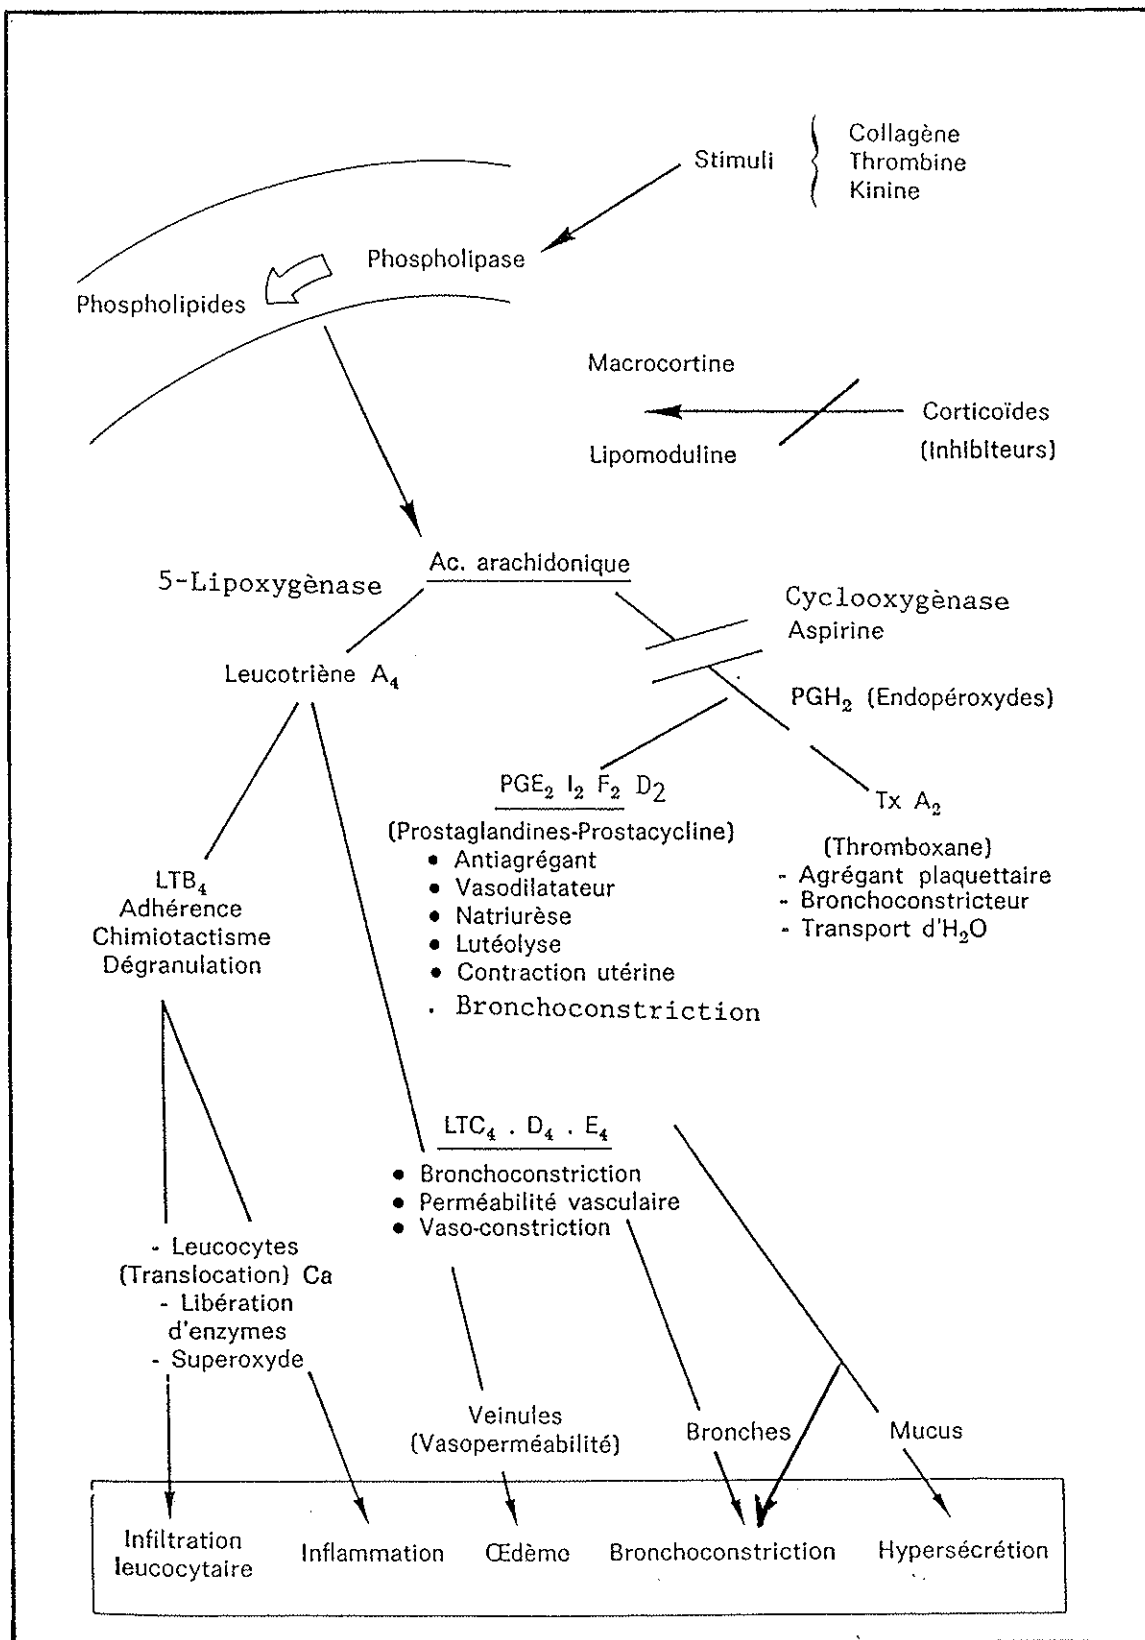 Stimuli
Collagène
Thrombine
Kinine
Phospholipase
Phospholipides
Macrocortine
Corticoïdes
Lipomoduline
(Inhibiteurs)
Ac. arachidonique
5-Lipoxygènase
Cyclooxygènase
Aspirine
Leucotriène A₄
PGH₂ (Endopéroxydes)
PGE₂ I₂ F₂ D₂
(Prostaglandines-Prostacycline)
• Antiagrégant
• Vasodilatateur
• Natriurèse
• Lutéolyse
• Contraction utérine
. Bronchoconstriction
Tx A₂
(Thromboxane)
- Agrégant plaquettaire
- Bronchoconstricteur
- Transport d'H₂O
LTB₄
Adhérence
Chimiotactisme
Dégranulation
LTC₄ . D₄ . E₄
• Bronchoconstriction
• Perméabilité vasculaire
• Vaso-constriction
- Leucocytes
(Translocation) Ca
- Libération
d'enzymes
- Superoxyde
Veinules
(Vasoperméabilité)
Bronches
Mucus
Infiltration
leucocytaire
Inflammation
Œdème
Bronchoconstriction
Hypersécrétion